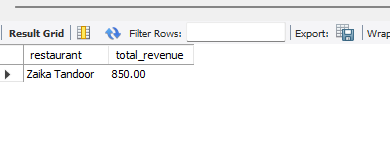 Result Grid Filter Rows: Export: Wrap
restaurant total_revenue
Zaika Tandoor 850.00